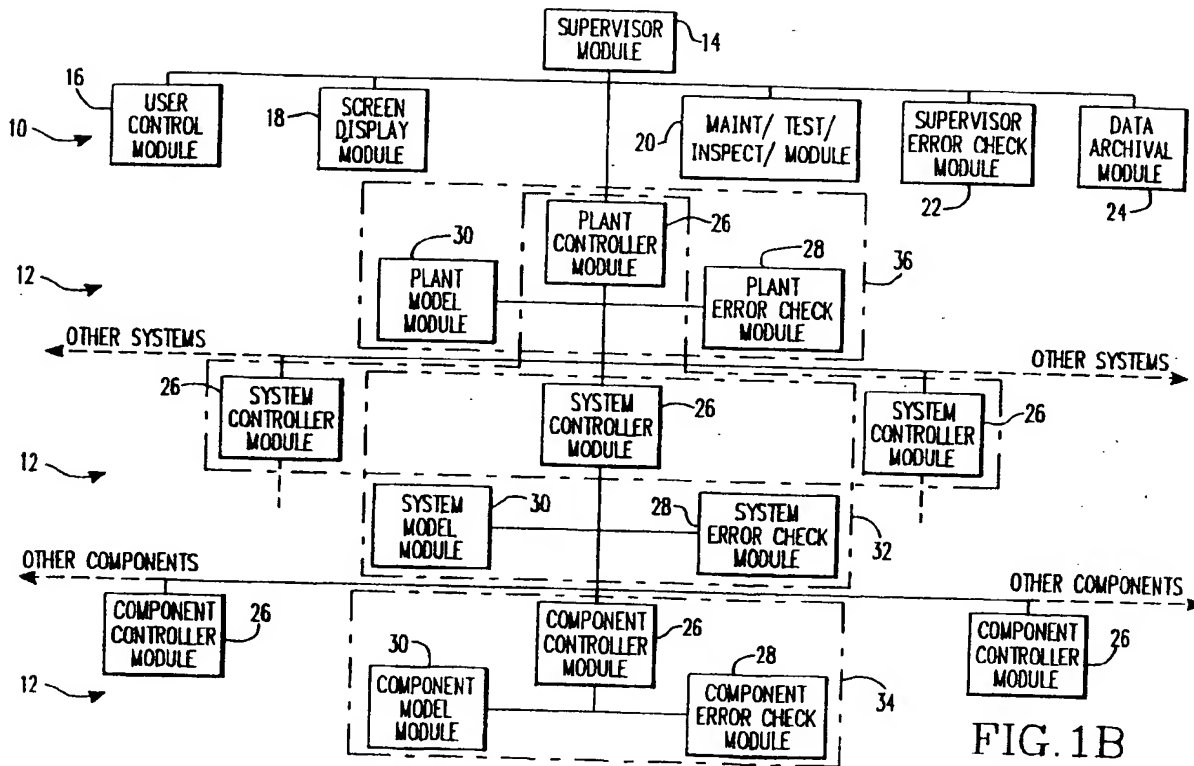 SUPERVISOR
MODULE
14
16
USER
CONTROL
MODULE
10
18
SCREEN
DISPLAY
MODULE
20
MAINT/ TEST/
INSPECT/ MODULE
SUPERVISOR
ERROR CHECK
MODULE
22
DATA
ARCHIVAL
MODULE
24
PLANT
CONTROLLER
MODULE
26
30
PLANT
MODEL
MODULE
28
PLANT
ERROR CHECK
MODULE
36
12
OTHER SYSTEMS
OTHER SYSTEMS
26
SYSTEM
CONTROLLER
MODULE
SYSTEM
CONTROLLER
MODULE
26
SYSTEM
CONTROLLER
MODULE
26
12
SYSTEM
MODEL
MODULE
30
28
SYSTEM
ERROR CHECK
MODULE
32
OTHER COMPONENTS
OTHER COMPONENTS
COMPONENT
CONTROLLER
MODULE
26
COMPONENT
CONTROLLER
MODULE
26
COMPONENT
CONTROLLER
MODULE
26
12
30
COMPONENT
MODEL
MODULE
28
COMPONENT
ERROR CHECK
MODULE
34
FIG. 1B